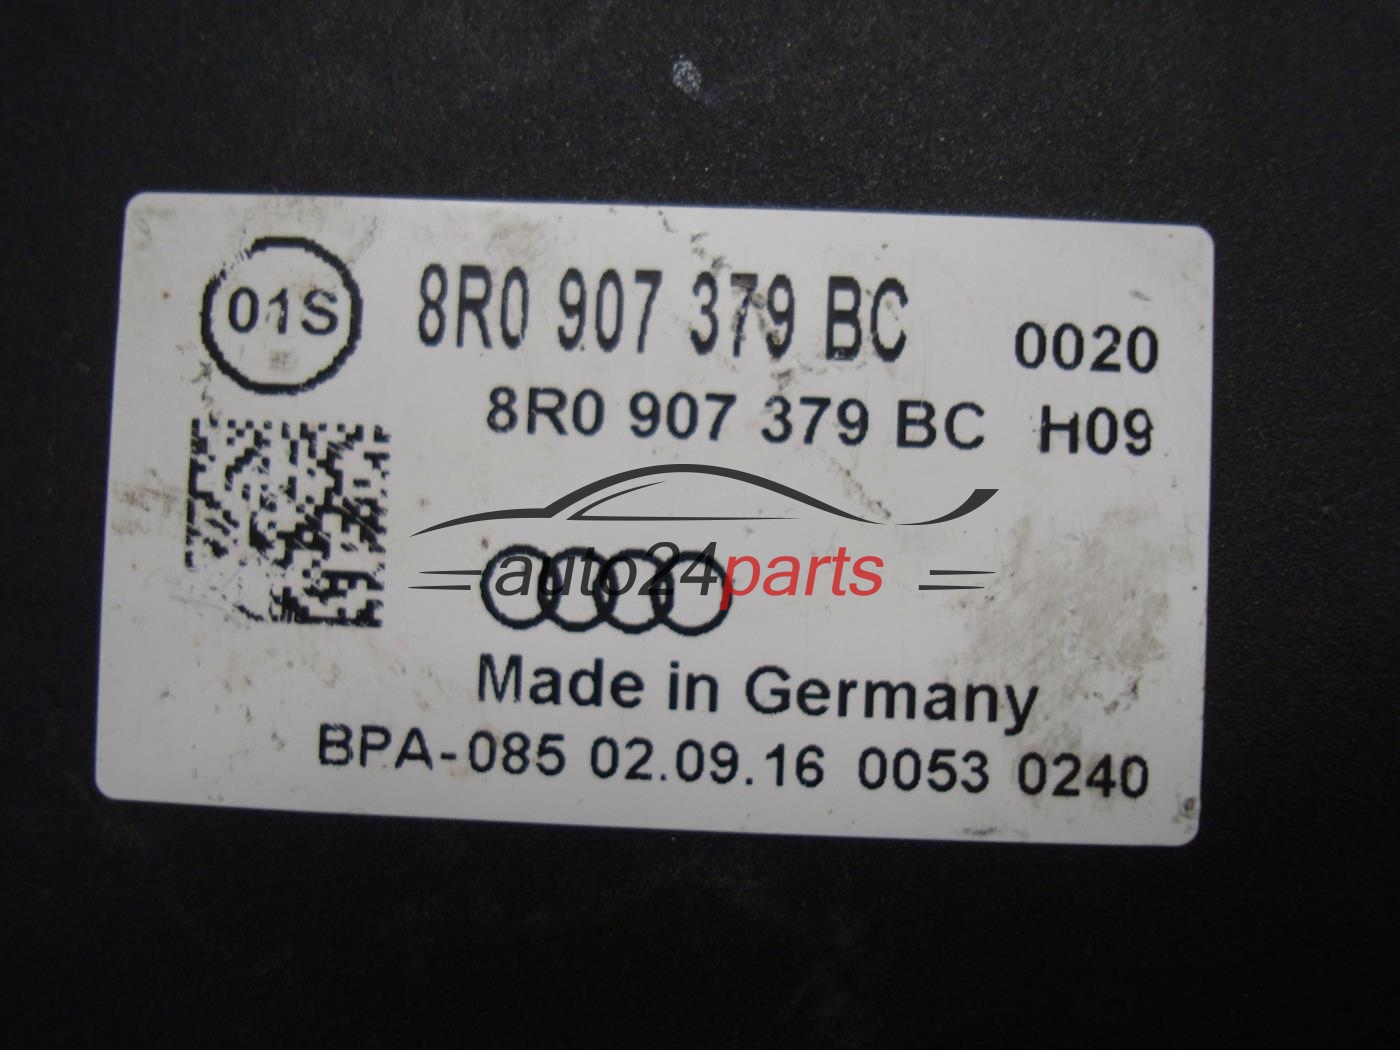 01S
8R0 907 379 BC
0020
8R0 907 379 BC H09
auto24parts
Made in Germany
BPA-085 02.09.16 0053 0240